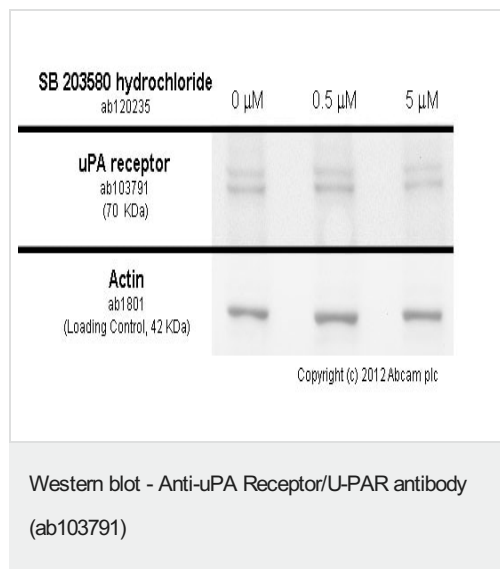 SB 203580 hydrochloride
ab120235
0 µM 0.5 µM 5 µM
uPA receptor
ab103791
(70 KDa)
Actin
ab1801
(Loading Control, 42 KDa)
Copyright (c) 2012 Abcam plc
Western blot - Anti-uPA Receptor/U-PAR antibody
(ab103791)